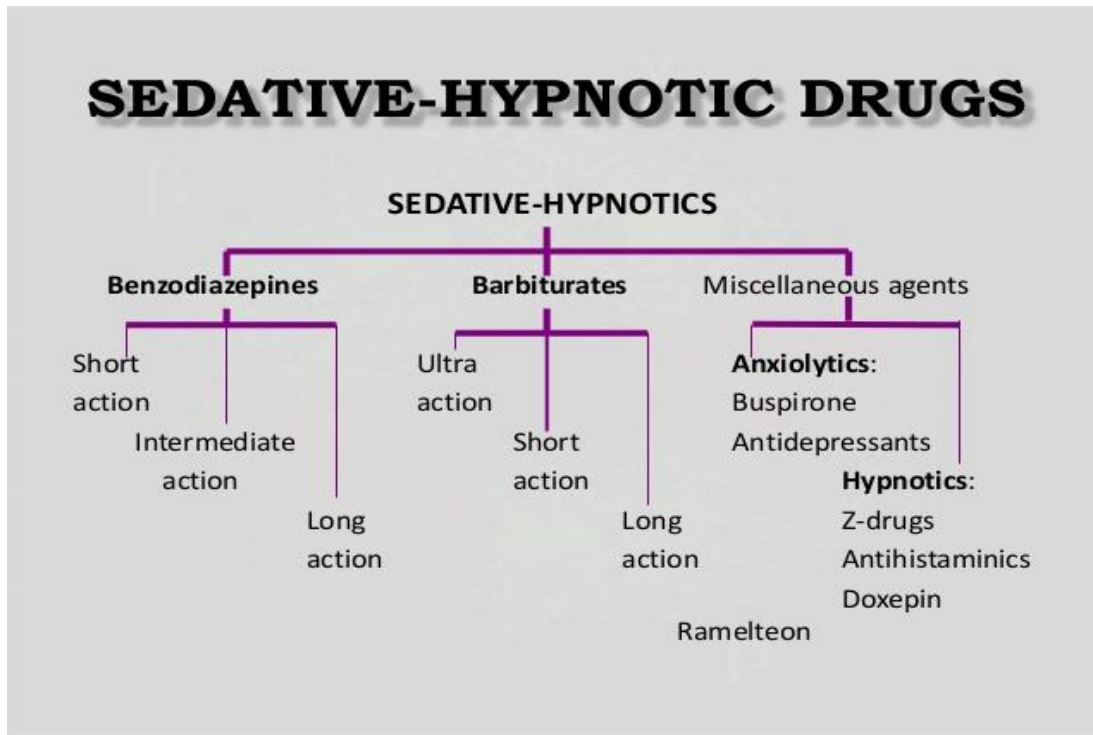 SEDATIVE-HYPNOTIC DRUGS
SEDATIVE-HYPNOTICS
Benzodiazepines
Barbiturates
Miscellaneous agents
Short
action
Intermediate
action
Long
action
Ultra
action
Short
action
Long
action
Anxiolytics:
Buspirone
Antidepressants
Hypnotics:
Z-drugs
Antihistaminics
Doxepin
Ramelteon